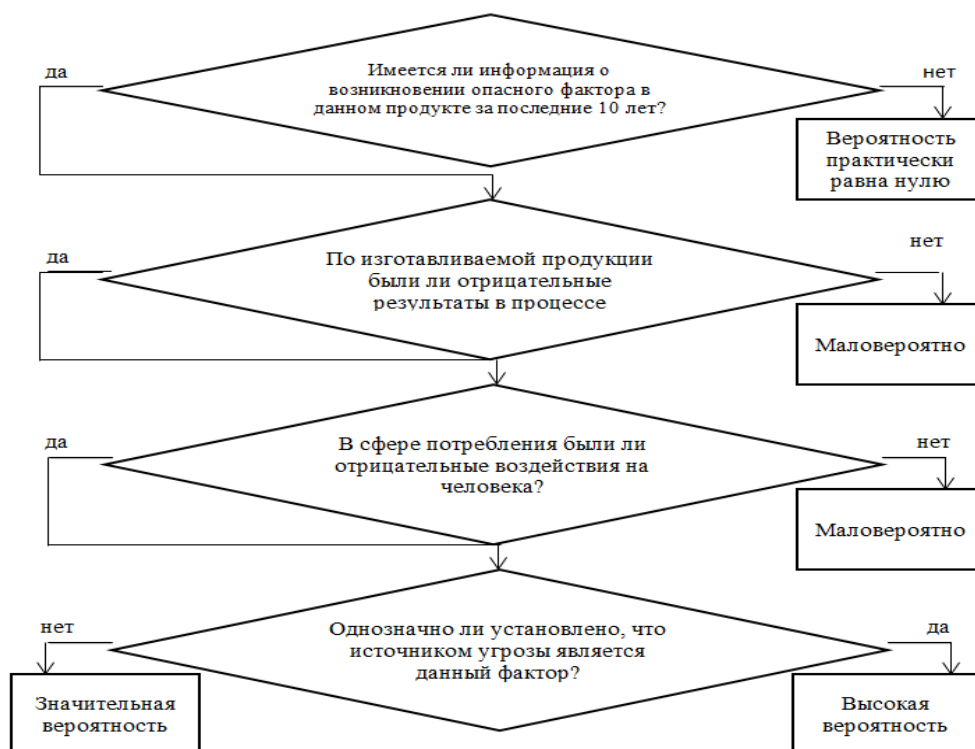 да
Имеется ли информация о
возникновении опасного фактора в
данном продукте за последние 10 лет?
нет
Вероятность
практически
равна нулю
да
По изготавливаемой продукции
были ли отрицательные
результаты в процессе
нет
Маловероятно
да
В сфере потребления были ли
отрицательные воздействия на
человека?
нет
Маловероятно
нет
Однозначно ли установлено, что
источником угрозы является
данный фактор?
да
Значительная
вероятность
Высокая
вероятность